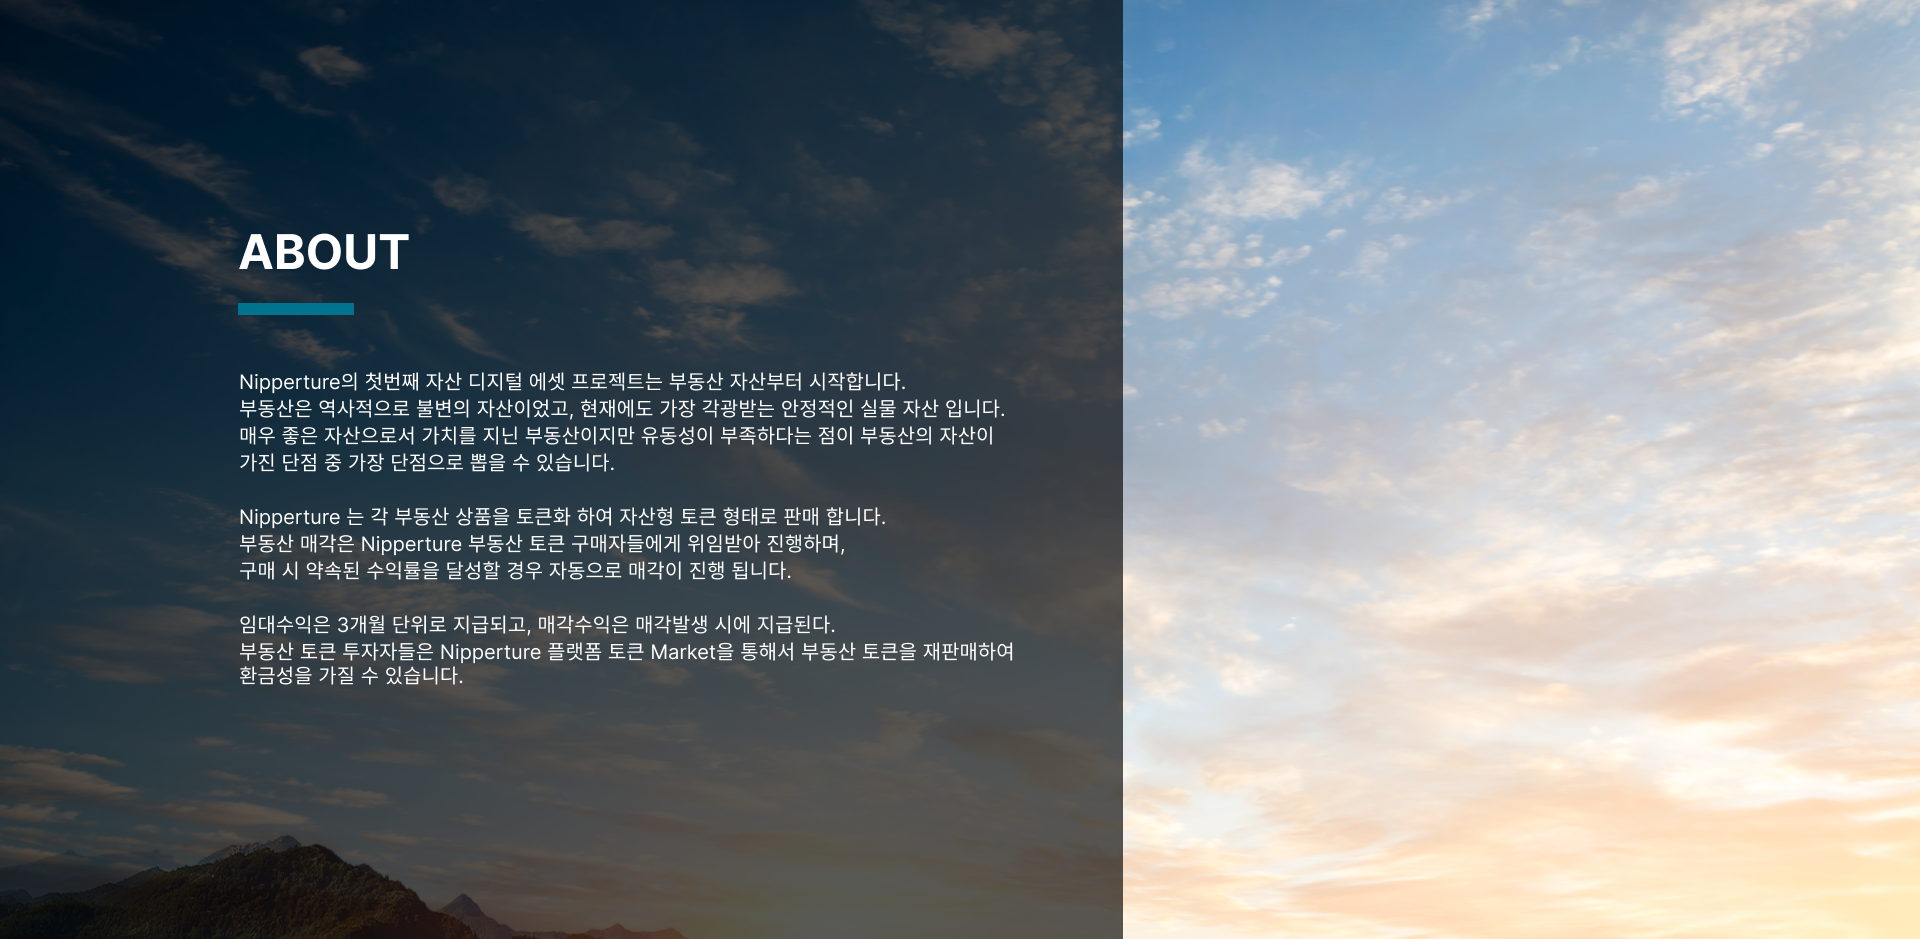 ABOUT
Nipperture의 첫번째 자산 디지털 에셋 프로젝트는 부동산 자산부터 시작합니다.
부동산은 역사적으로 불변의 자산이었고, 현재에도 가장 각광받는 안정적인 실물 자산 입니다.
매우 좋은 자산으로서 가치를 지닌 부동산이지만 유동성이 부족하다는 점이 부동산의 자산이
가진 단점 중 가장 단점으로 뽑을 수 있습니다.
Nipperture 는 각 부동산 상품을 토큰화 하여 자산형 토큰 형태로 판매 합니다.
부동산 매각은 Nipperture 부동산 토큰 구매자들에게 위임받아 진행하며,
구매 시 약속된 수익률을 달성할 경우 자동으로 매각이 진행 됩니다.
임대수익은 3개월 단위로 지급되고, 매각수익은 매각발생 시에 지급된다.
부동산 토큰 투자자들은 Nipperture 플랫폼 토큰 Market을 통해서 부동산 토큰을 재판매하여
환금성을 가질 수 있습니다.